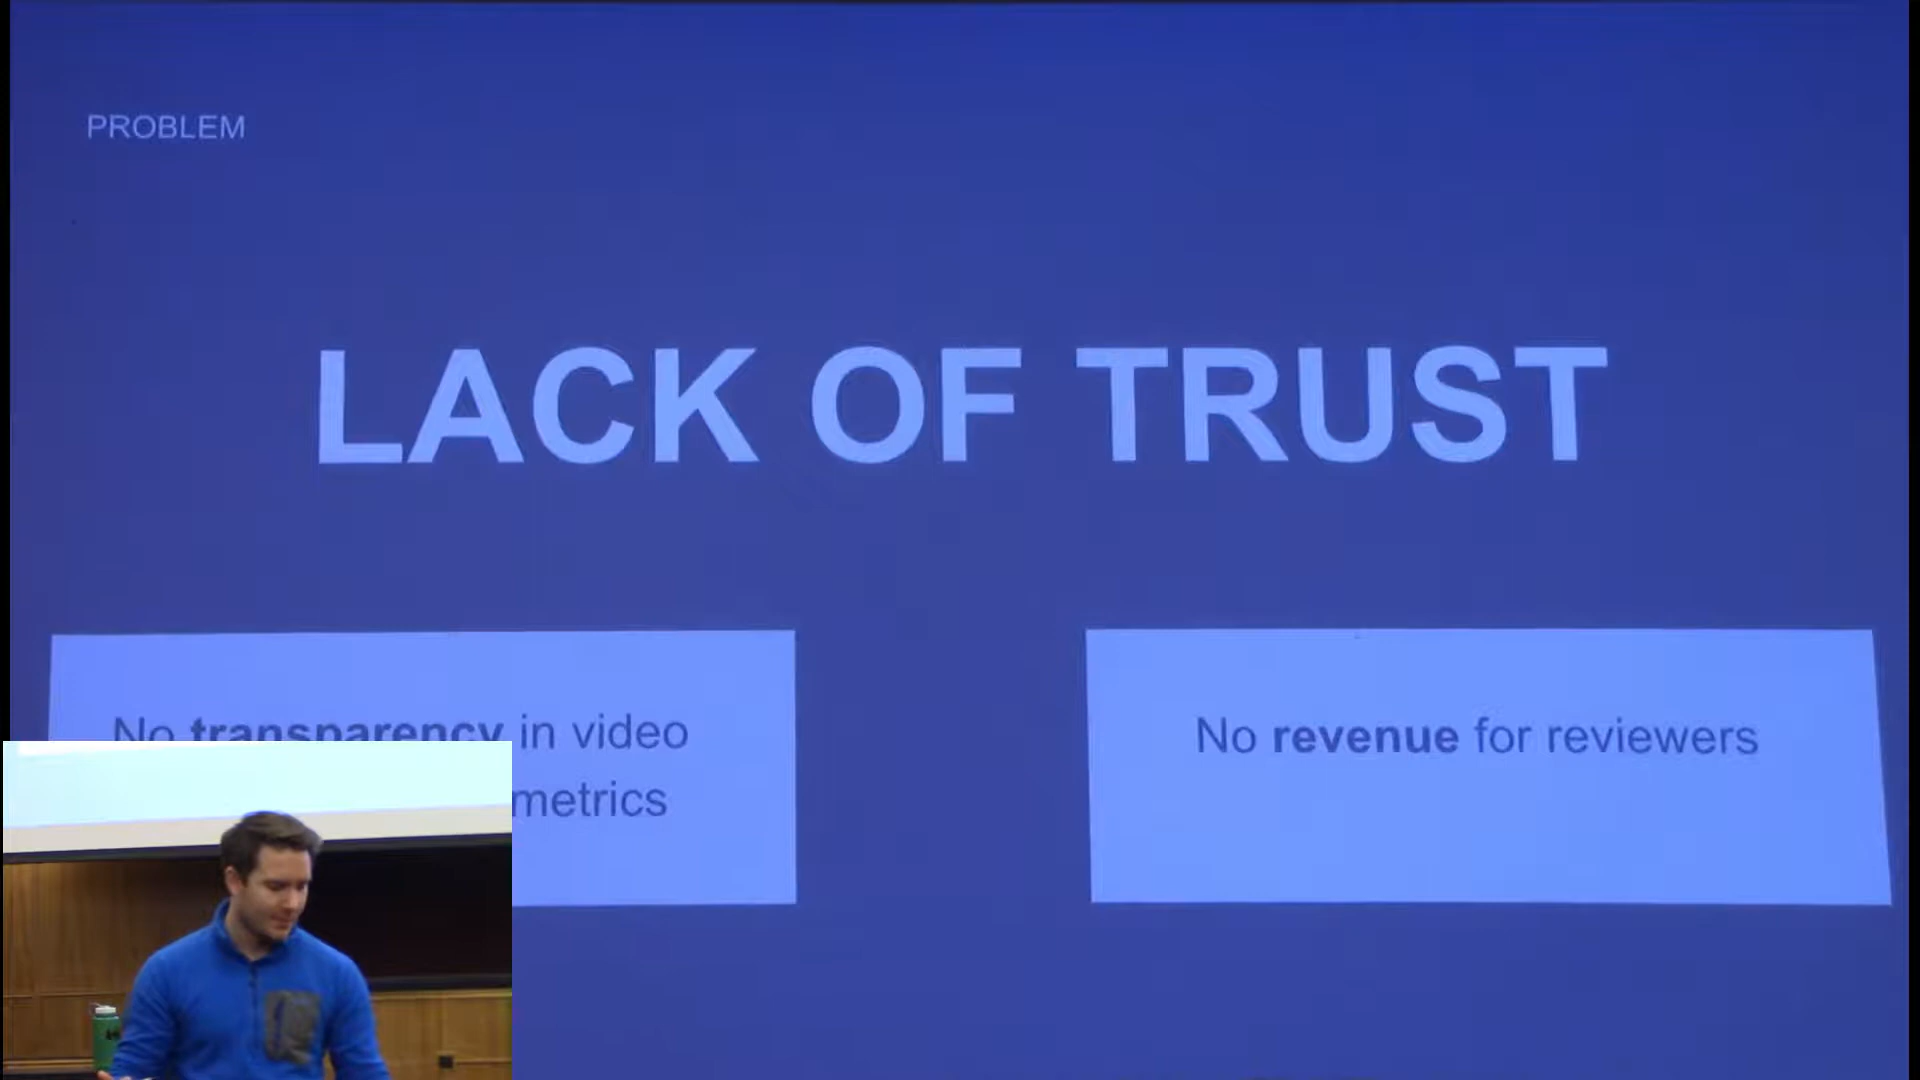 PROBLEM
LACK OF TRUST
No transparency in video
metrics
No revenue for reviewers